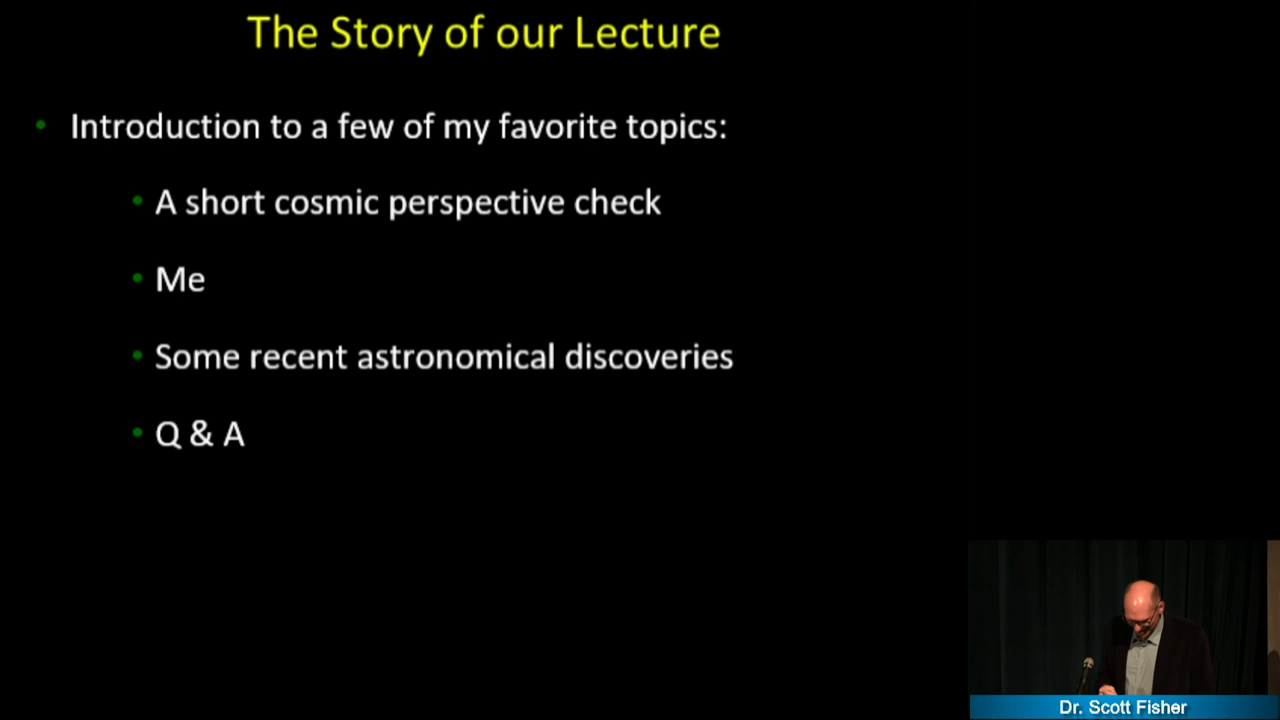 The Story of our Lecture
• Introduction to a few of my favorite topics:
• A short cosmic perspective check
• Me
• Some recent astronomical discoveries
• Q & A
Dr. Scott Fisher